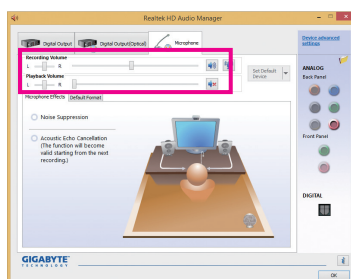 Realtek HD Audio Manager
Digital Output
Digital Output(Optical)
Microphone
Device advanced
settings
Recording Volume
L
R
Set Default
Device
Playback Volume
L
R
ANALOG
Back Panel
Microphone Effects
Default Format
Noise Suppression
Acoustic Echo Cancellation
(The function will become
valid starting from the next
recording.)
Front Panel
DIGITAL
GIGABYTE
TECHNOLOGY
i
OK